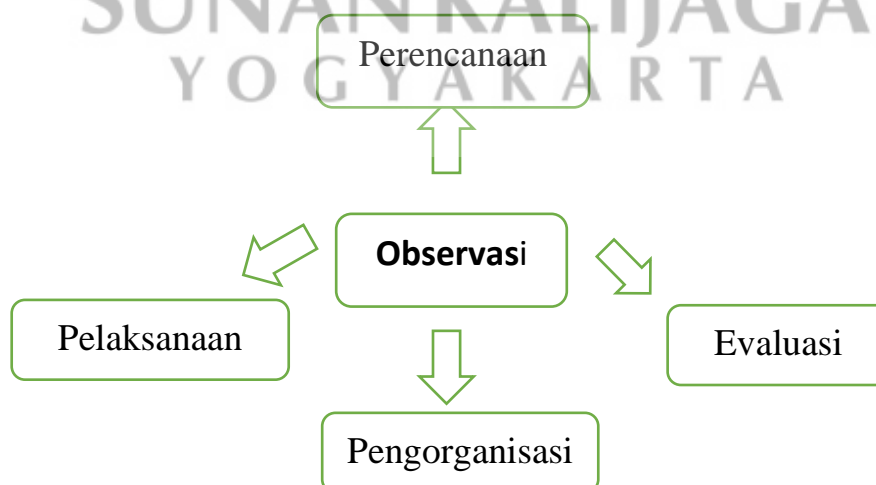 SUNAN KALIJAGA
Perencanaan
YOGYAKARTA
Observasi
Pelaksanaan
Evaluasi
Pengorganisasi